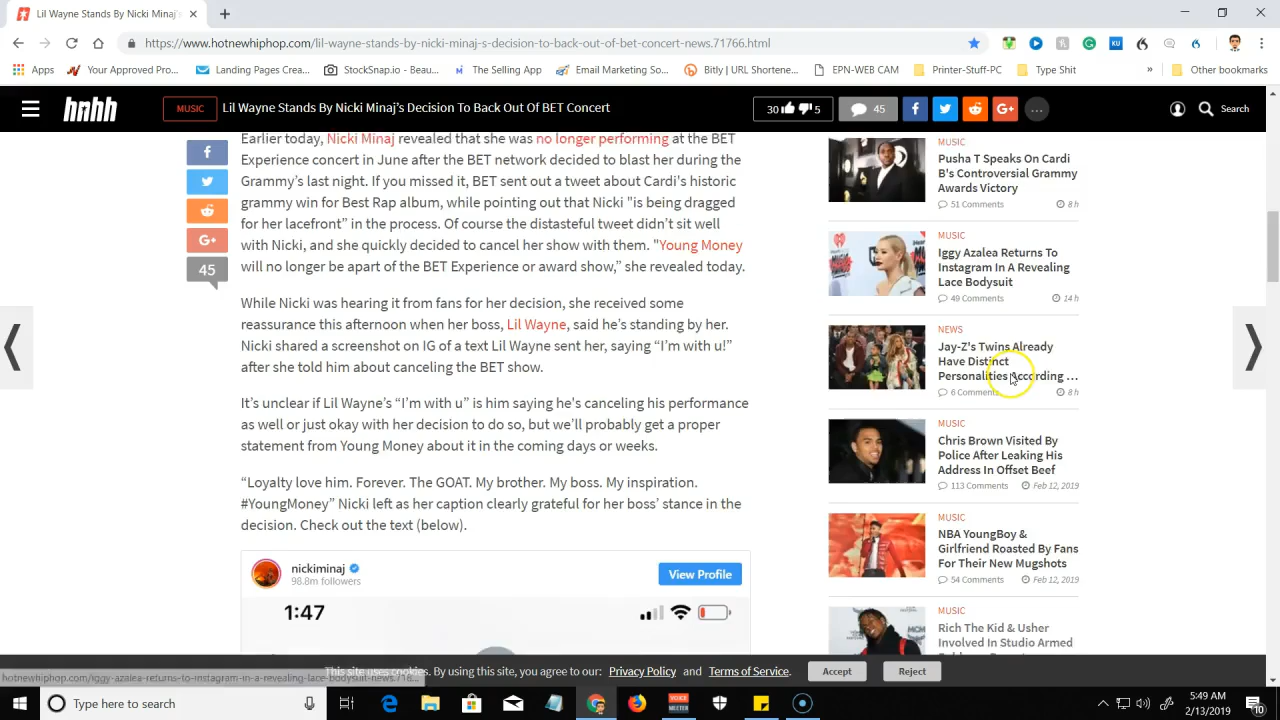 Lil Wayne Stands By Nicki Minaj's
https://www.hotnewhiphop.com/lil-wayne-stands-by-nicki-minaj-s-decision-to-back-out-of-bet-concert-news.71766.html
Apps Your Approved Pro... Landing Pages Crea... StockSnap.io - Beau... The Selling App Email Marketing So... Bitly | URL Shortene... EPN-WEB CAM Printer-Stuff-PC Type Shit » Other bookmarks
hnhh MUSIC Lil Wayne Stands By Nicki Minaj's Decision To Back Out Of BET Concert 30 5 45 G+ ... Search
Earlier today, Nicki Minaj revealed that she was no longer performing at the BET
Experience concert in June after the BET network decided to blast her during the
Grammy's last night. If you missed it, BET sent out a tweet about Cardi's historic
grammy win for Best Rap album, while pointing out that Nicki "is being dragged
for her lacefront” in the process. Of course the distasteful tweet didn’t sit well
with Nicki, and she quickly decided to cancel her show with them. "Young Money
will no longer be apart of the BET Experience or award show,” she revealed today.
While Nicki was hearing it from fans for her decision, she received some
reassurance this afternoon when her boss, Lil Wayne, said he’s standing by her.
Nicki shared a screenshot on IG of a text Lil Wayne sent her, saying “I’m with u!”
after she told him about canceling the BET show.
It’s unclear if Lil Wayne’s “I’m with u” is him saying he's canceling his performance
as well or just okay with her decision to do so, but we’ll probably get a proper
statement from Young Money about it in the coming days or weeks.
“Loyalty love him. Forever. The GOAT. My brother. My boss. My inspiration.
#YoungMoney” Nicki left as her caption clearly grateful for her boss’ stance in the
decision. Check out the text (below).
G+
45
nickiminaj
98.8m followers
View Profile
1:47
MUSIC
Pusha T Speaks On Cardi
B's Controversial Grammy
Awards Victory
51 Comments 8 h
MUSIC
Iggy Azalea Returns To
Instagram In A Revealing
Lace Bodysuit
49 Comments 14 h
NEWS
Jay-Z's Twins Already
Have Distinct
Personalities According ...
6 Comments 8 h
MUSIC
Chris Brown Visited By
Police After Leaking His
Address In Offset Beef
113 Comments Feb 12, 2019
MUSIC
NBA YoungBoy &
Girlfriend Roasted By Fans
For Their New Mugshots
54 Comments Feb 12, 2019
MUSIC
Rich The Kid & Usher
Involved In Studio Armed
This site uses cookies. By using this site, you agree to our: Privacy Policy and Terms of Service. Accept Reject
hotnewhiphop.com/iggy-azalea-returns-to-instagram-in-a-revealing-lace-bodysuit-news.716...
Type here to search
5:49 AM
2/13/2019